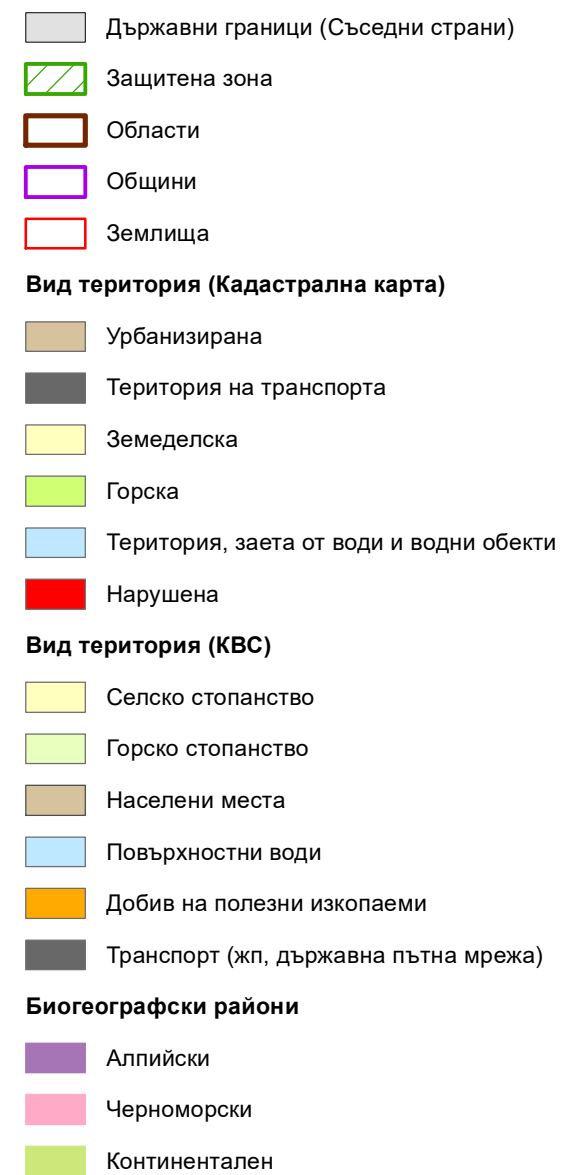 Държавни граници (Съседни страни)
Защитена зона
Области
Общини
Землища
Вид територия (Кадастрална карта)
Урбанизирана
Територия на транспорта
Земеделска
Горска
Територия, заета от води и водни обекти
Нарушена
Вид територия (КВС)
Селско стопанство
Горско стопанство
Населени места
Повърхностни води
Добив на полезни изкопаеми
Транспорт (жп, държавна пътна мрежа)
Биогеографски райони
Алпийски
Черноморски
Континентален